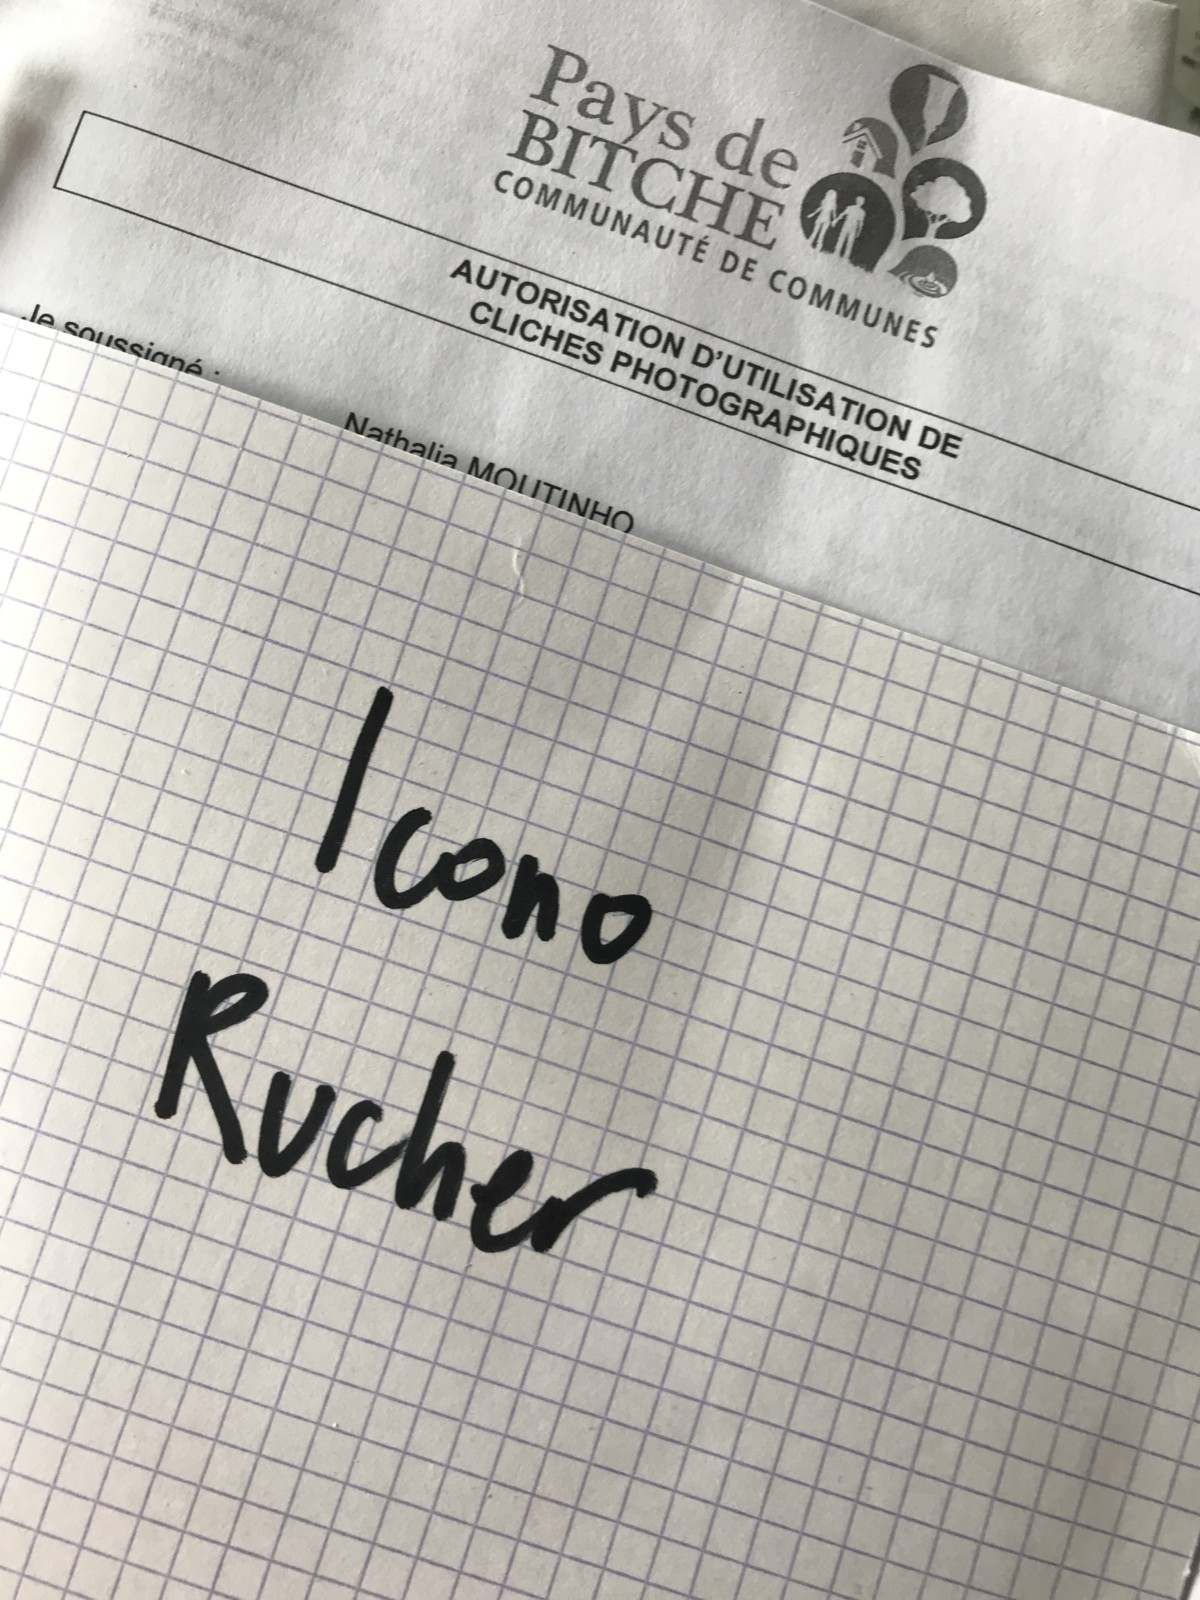 Pays de
BITCHE
COMMUNAUTÉ DE COMMUNES
AUTORISATION D'UTILISATION DE
CLICHES PHOTOGRAPHIQUES
Je soussigné :
Nathalia MOUTINHO
Icono
Rucher